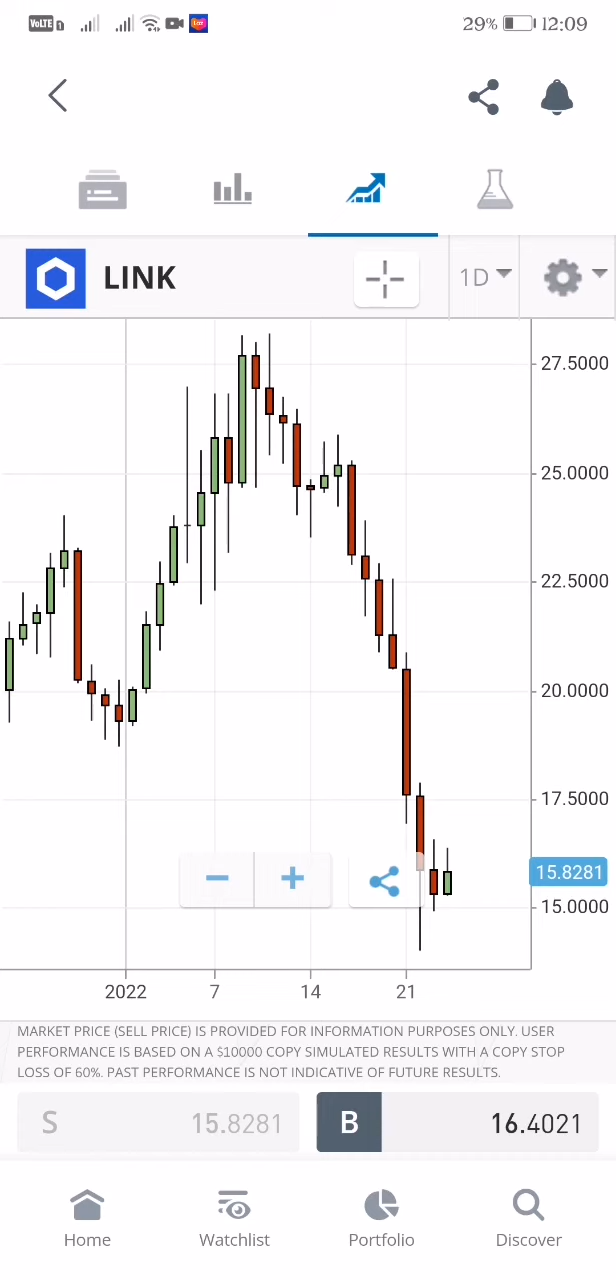 VoLTE 1 29% 12:09
LINK
1D
27.5000
25.0000
22.5000
20.0000
17.5000
15.8281
15.0000
2022 7 14 21
MARKET PRICE (SELL PRICE) IS PROVIDED FOR INFORMATION PURPOSES ONLY. USER
PERFORMANCE IS BASED ON A $10000 COPY SIMULATED RESULTS WITH A COPY STOP
LOSS OF 60%. PAST PERFORMANCE IS NOT INDICATIVE OF FUTURE RESULTS.
S 15.8281 B 16.4021
Home Watchlist Portfolio Discover